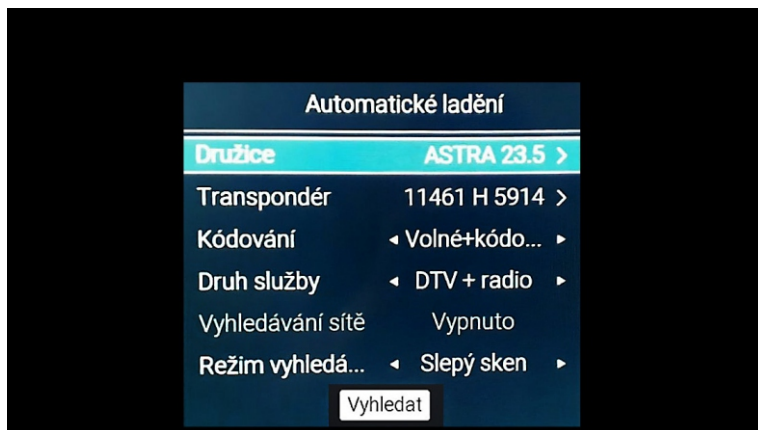 Automatické ladění
Družice ASTRA 23.5 >
Transpondér 11461 H 5914 >
Kódování ◂ Volné+kódo... ▸
Druh služby ◂ DTV + radio ▸
Vyhledávání sítě Vypnuto
Režim vyhledá... ◂ Slepý sken ▸
Vyhledat